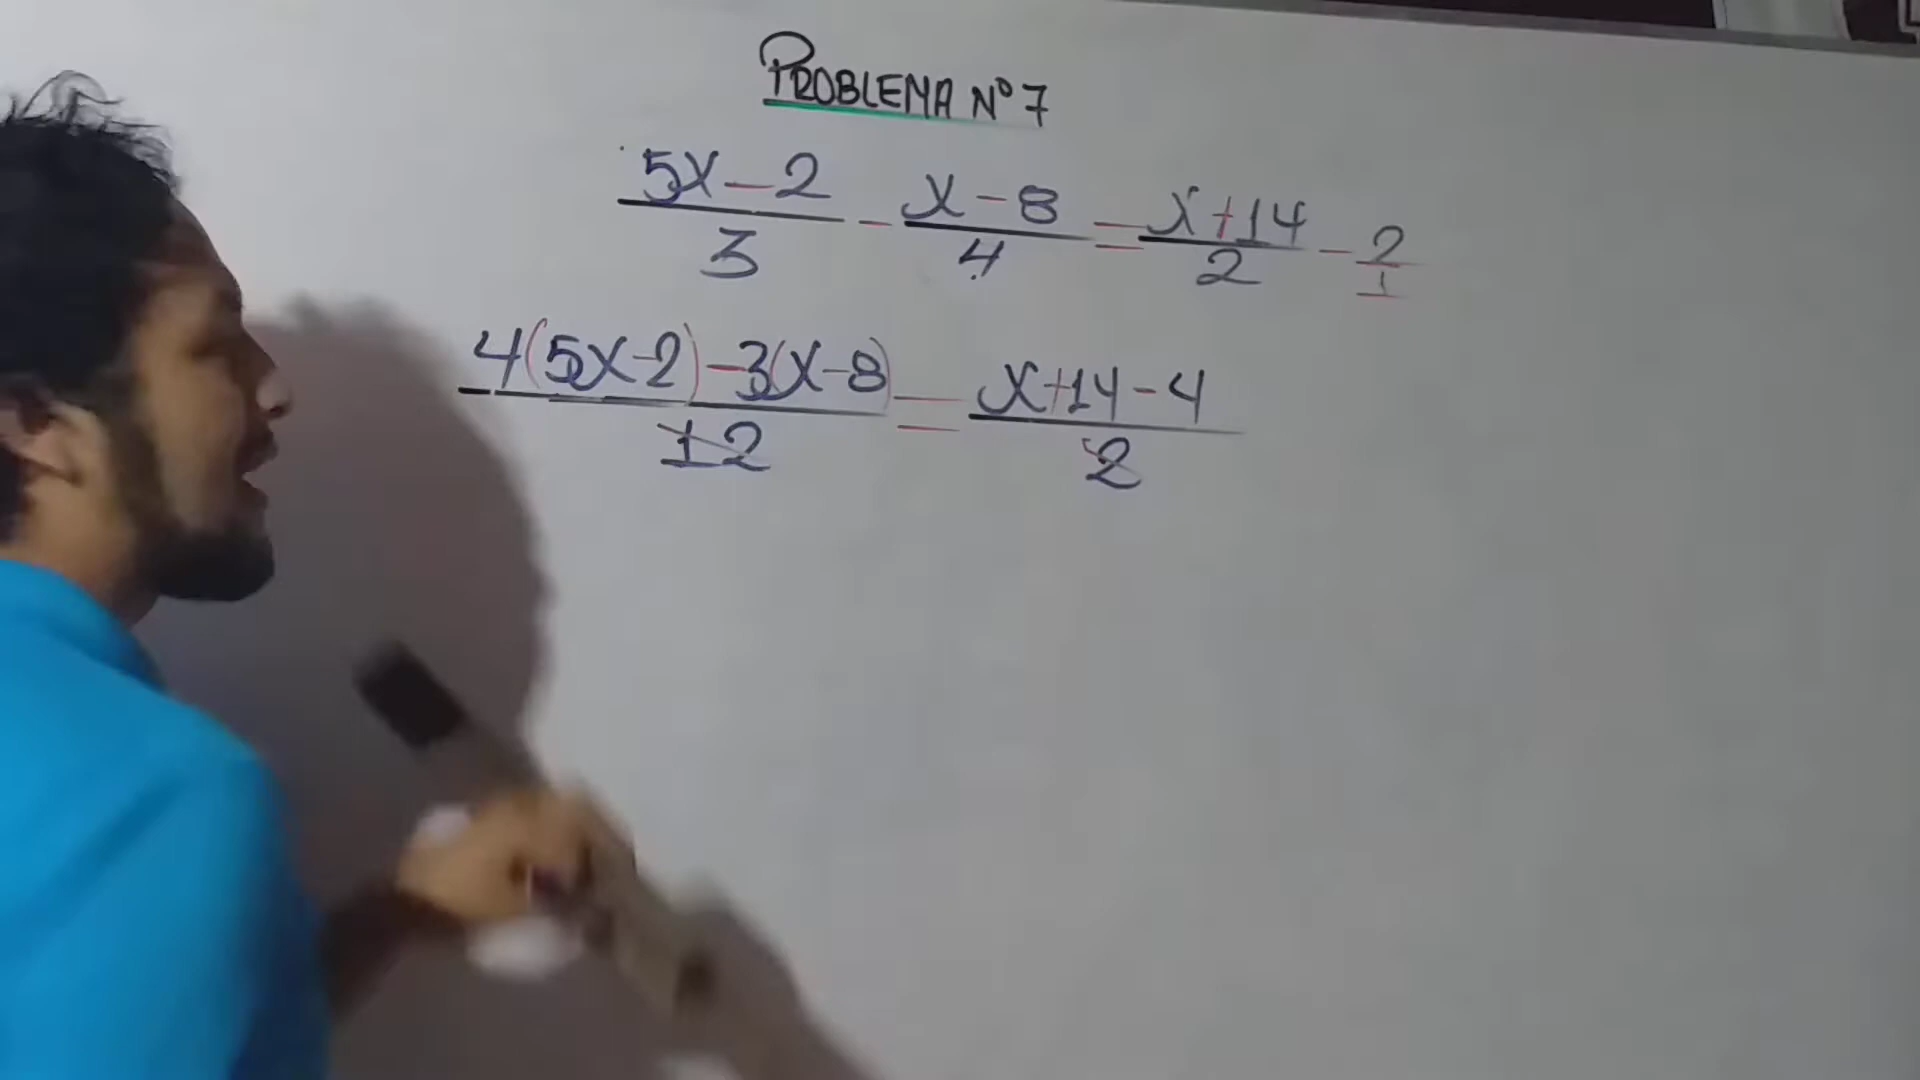 PROBLEMA Nº 7
5x - 2 / 3 - x - 8 / 4 = x + 14 / 2 - 2 / 1
4(5x-2) - 3(x-8) / 12 = x+14-4 / 2